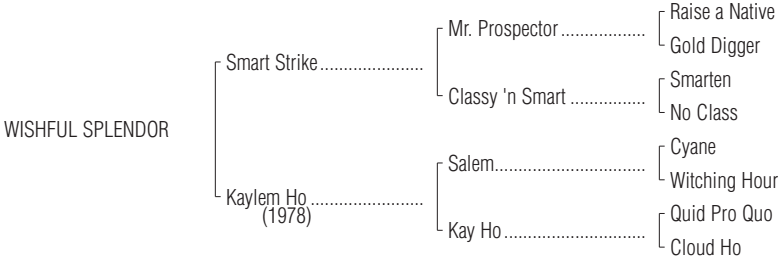 Raise a Native
Mr. Prospector ......................
Gold Digger
Smart Strike ......................
Smarten
Classy 'n Smart ................
No Class
WISHFUL SPLENDOR
Cyane
Salem................................
Witching Hour
Kaylem Ho ........................
(1978)
Quid Pro Quo
Kay Ho ..............................
Cloud Ho